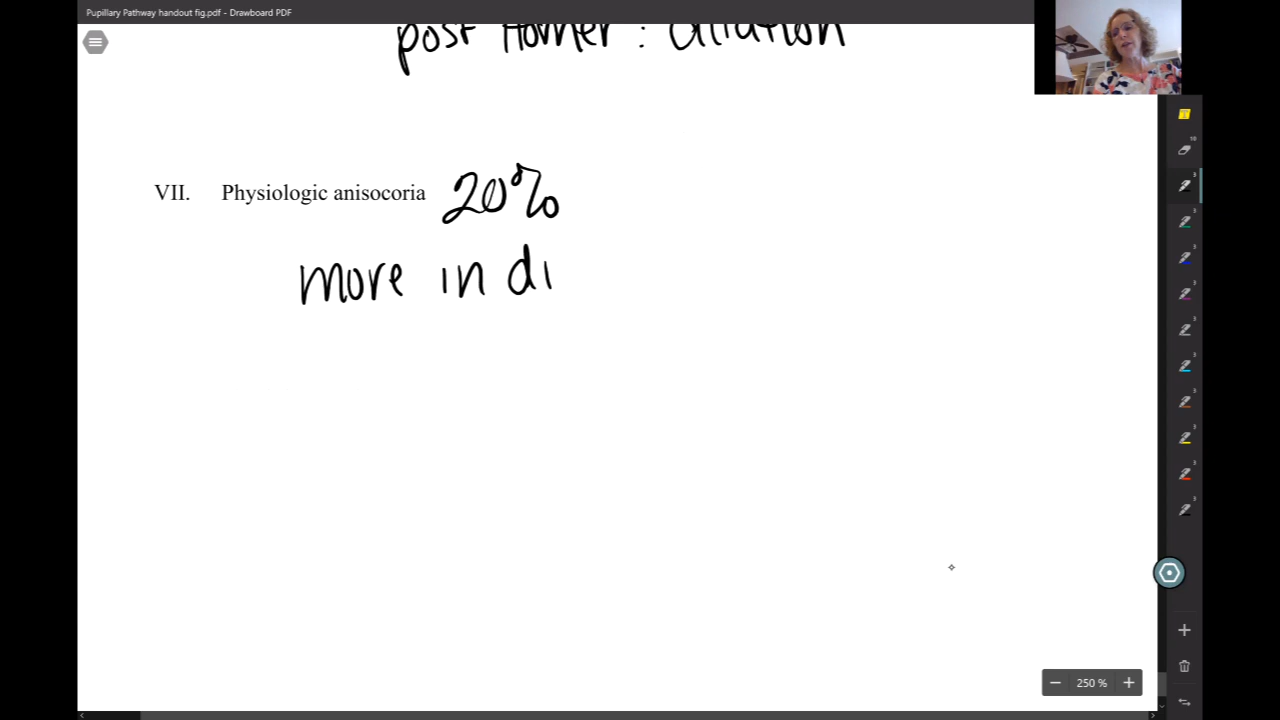 Pupillary Pathway handout fig.pdf - Drawboard PDF
post Horner : dilation
VII. Physiologic anisocoria 20%
more in di
250 %